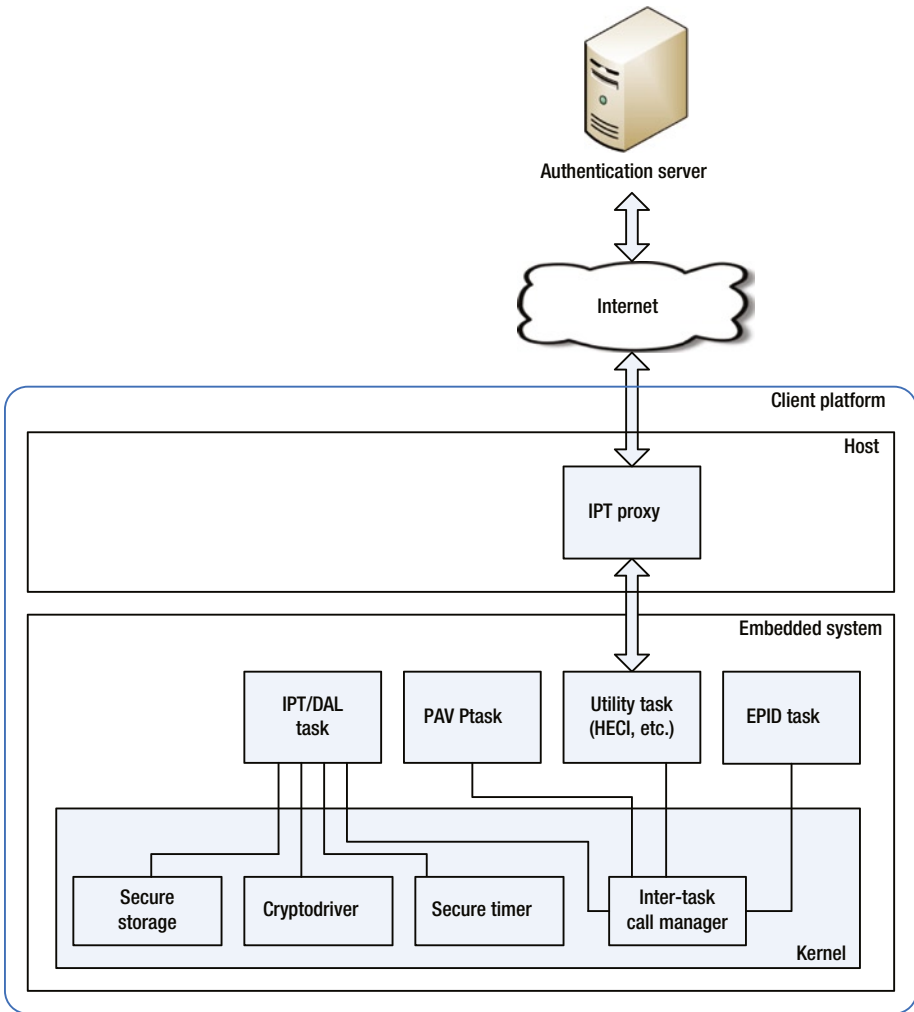 Authentication server
Internet
Client platform
Host
IPT proxy
Embedded system
IPT/DAL
task
PAV Ptask
Utility task
(HECI, etc.)
EPID task
Secure
storage
Cryptodriver
Secure timer
Inter-task
call manager
Kernel